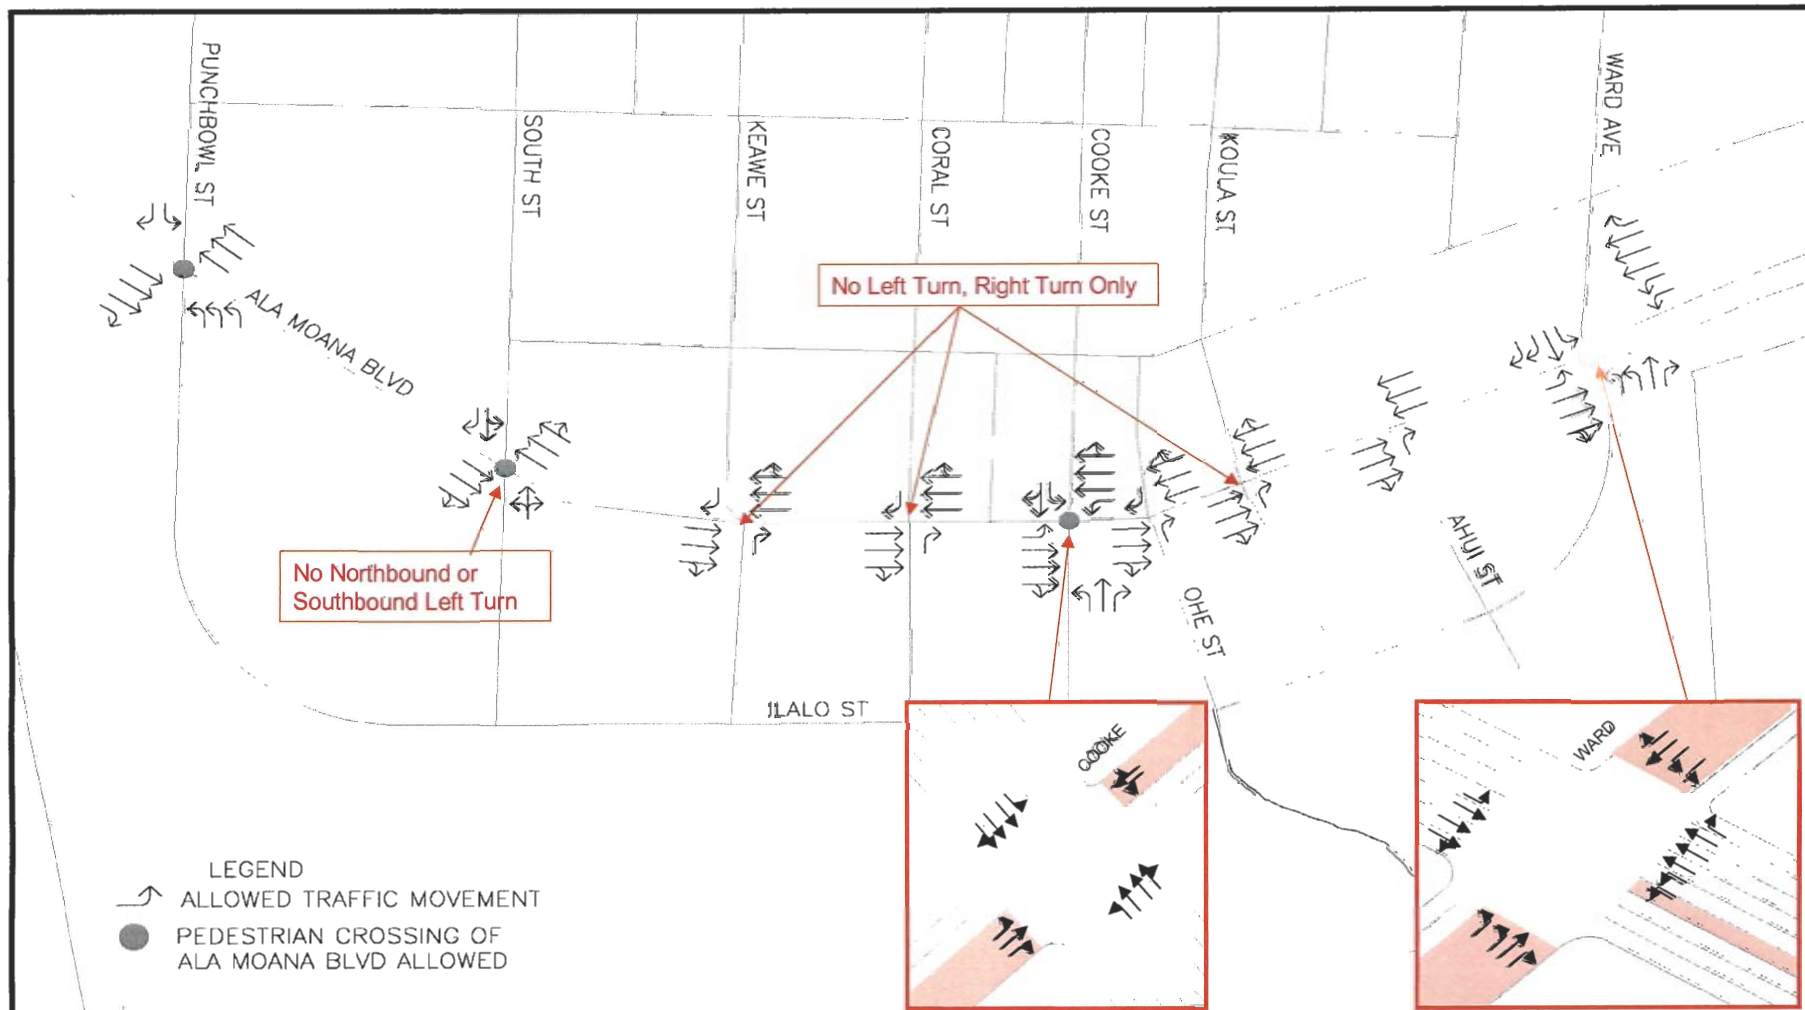 PUNCHBOWL ST
SOUTH ST
KEAWE ST
CORAL ST
COOKE ST
KOULA ST
WARD AVE
ALA MOANA BLVD
No Left Turn, Right Turn Only
No Northbound or
Southbound Left Turn
AHUI ST
OHE ST
ILALO ST
COOKE
WARD
LEGEND
ALLOWED TRAFFIC MOVEMENT
PEDESTRIAN CROSSING OF
ALA MOANA BLVD ALLOWED